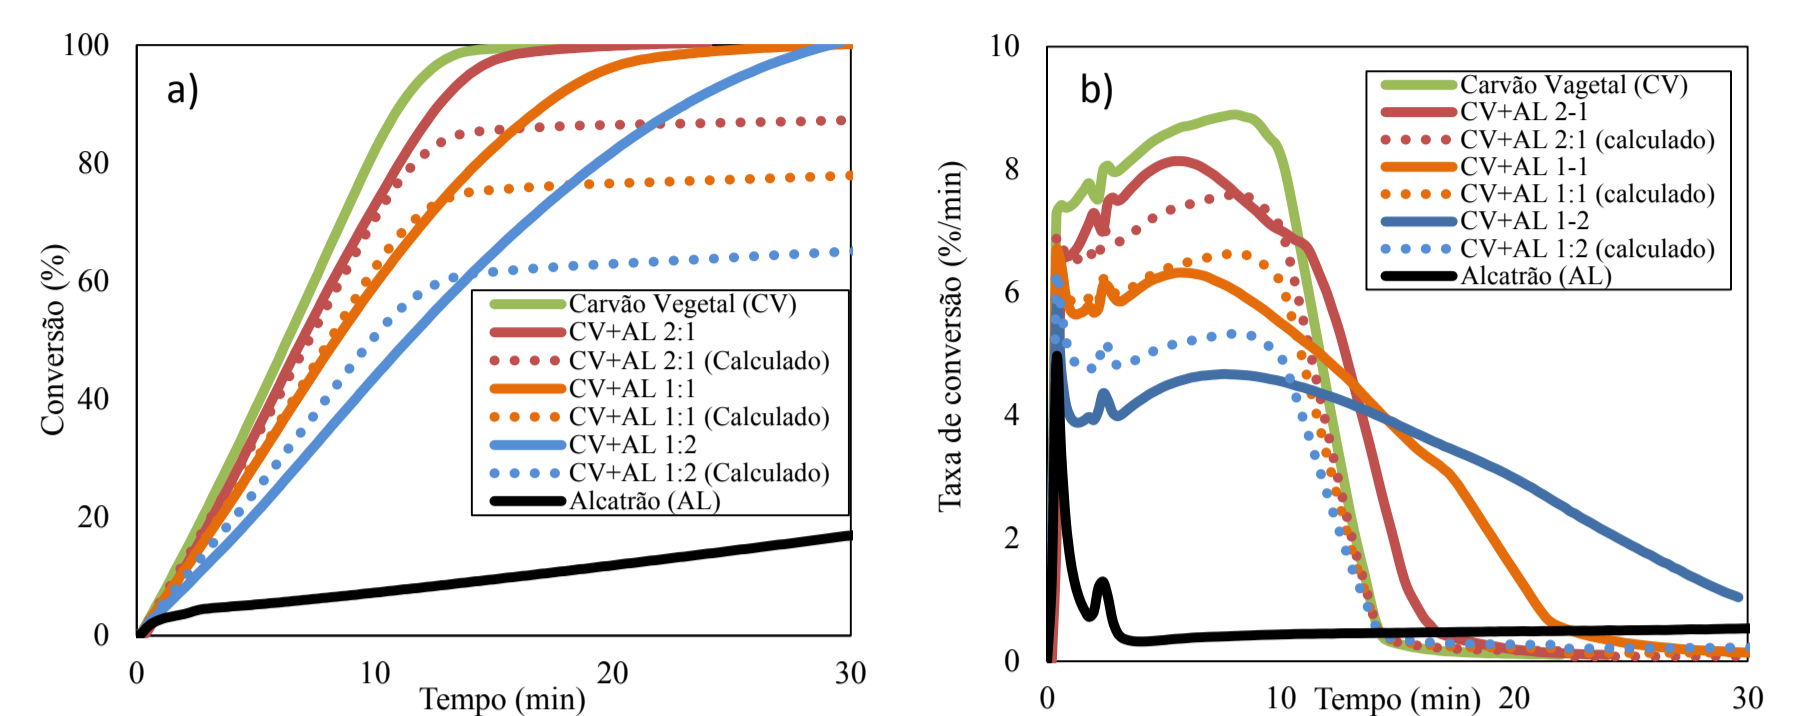 a)
100
80
60
40
20
0
Conversão (%)
0
10
20
30
Tempo (min)
Carvão Vegetal (CV)
CV+AL 2:1
CV+AL 2:1 (Calculado)
CV+AL 1:1
CV+AL 1:1 (Calculado)
CV+AL 1:2
CV+AL 1:2 (Calculado)
Alcatrão (AL)
b)
10
8
6
4
2
0
Taxa de conversão (%/min)
0
10
20
30
Tempo (min)
Carvão Vagetal (CV)
CV+AL 2-1
CV+AL 2:1 (calculado)
CV+AL 1-1
CV+AL 1:1 (calculado)
CV+AL 1-2
CV+AL 1:2 (calculado)
Alcatrão (AL)